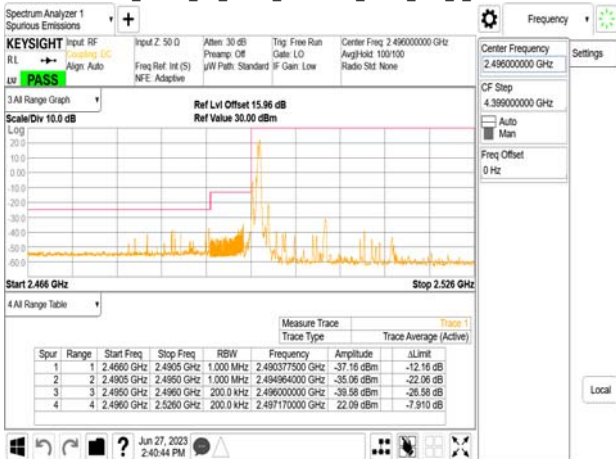 Spectrum Analyzer 1
Spurious Emissions
Frequency
KEYSIGHT
RL
PASS
Input: RF
Coupling: DC
Align: Auto
Input Z: 50 Ω
Freq Ref: Int (S)
NFE: Adaptive
Atten: 30 dB
Preamp: Off
µW Path: Standard
Trig: Free Run
Gate: LO
IF Gain: Low
Center Freq: 2.496000000 GHz
Avg|Hold: 100/100
Radio Std: None
Center Frequency
2.496000000 GHz
Settings
CF Step
4.399000000 GHz
Auto
Man
Freq Offset
0 Hz
3 All Range Graph
Scale/Div 10.0 dB
Ref Lvl Offset 15.96 dB
Ref Value 30.00 dBm
Log
20.0
10.0
0.00
-10.0
-20.0
-30.0
-40.0
-50.0
-60.0
Start 2.466 GHz
Stop 2.526 GHz
4 All Range Table
Measure Trace Trace 1
Trace Type Trace Average (Active)
Spur Range Start Freq Stop Freq RBW Frequency Amplitude ΔLimit
1 1 2.4660 GHz 2.4905 GHz 1.000 MHz 2.490377500 GHz -37.16 dBm -12.16 dB
2 2 2.4905 GHz 2.4950 GHz 1.000 MHz 2.494964000 GHz -35.06 dBm -22.06 dB
3 3 2.4950 GHz 2.4960 GHz 200.0 kHz 2.496000000 GHz -39.58 dBm -26.58 dB
4 4 2.4960 GHz 2.5260 GHz 200.0 kHz 2.497170000 GHz 22.09 dBm -7.910 dB
Local
Jun 27, 2023
2:40:44 PM